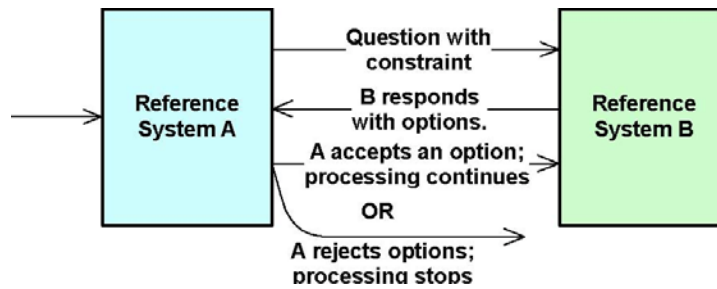 Question with
constraint
Reference
System A
B responds
with options.
Reference
System B
A accepts an option;
processing continues
OR
A rejects options;
processing stops